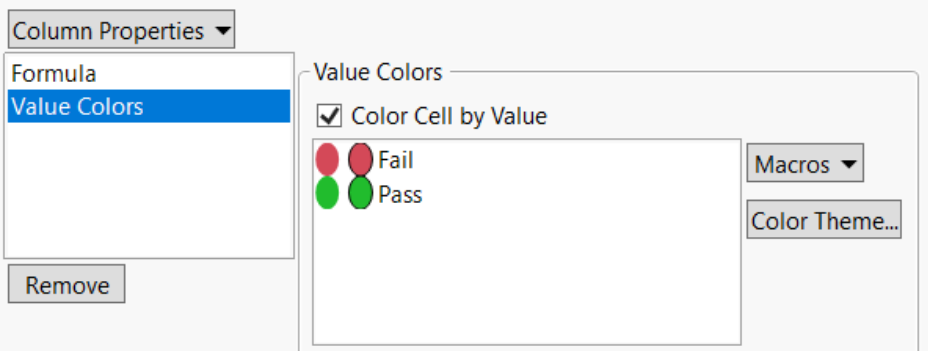 Column Properties
Formula
Value Colors
Remove
Value Colors
Color Cell by Value
Fail
Pass
Macros
Color Theme...